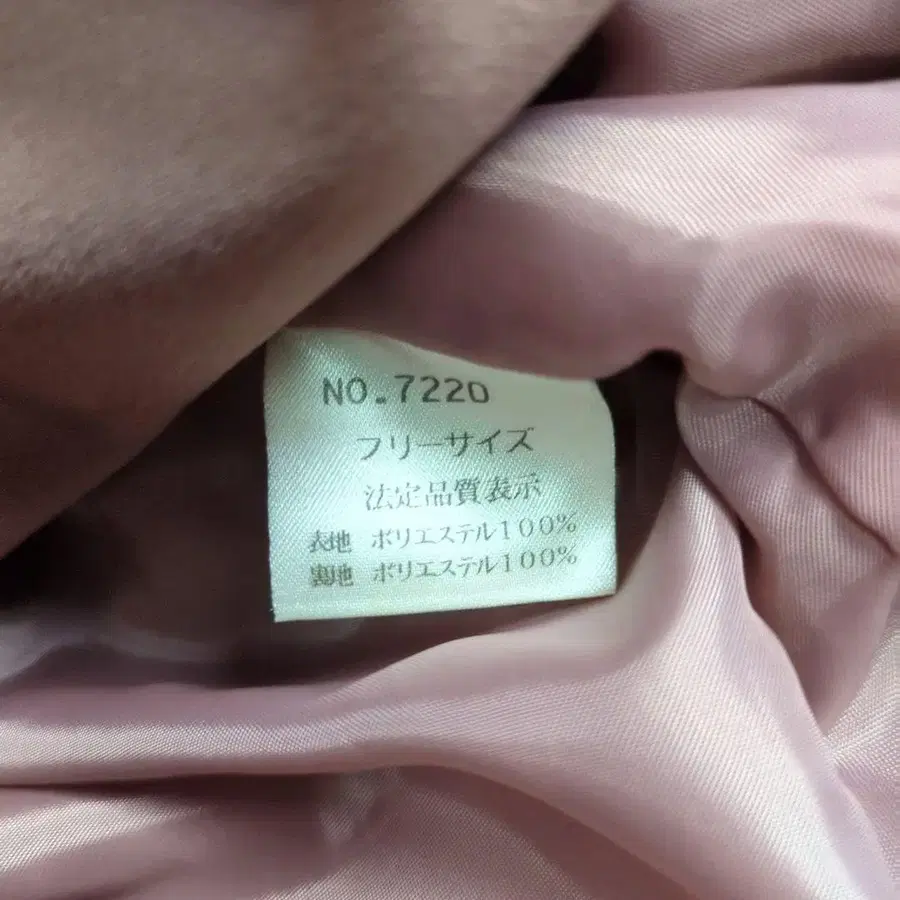 NO.7220
フリーサイズ
法定品質表示
表地 ポリエステル100%
裏地 ポリエステル100%